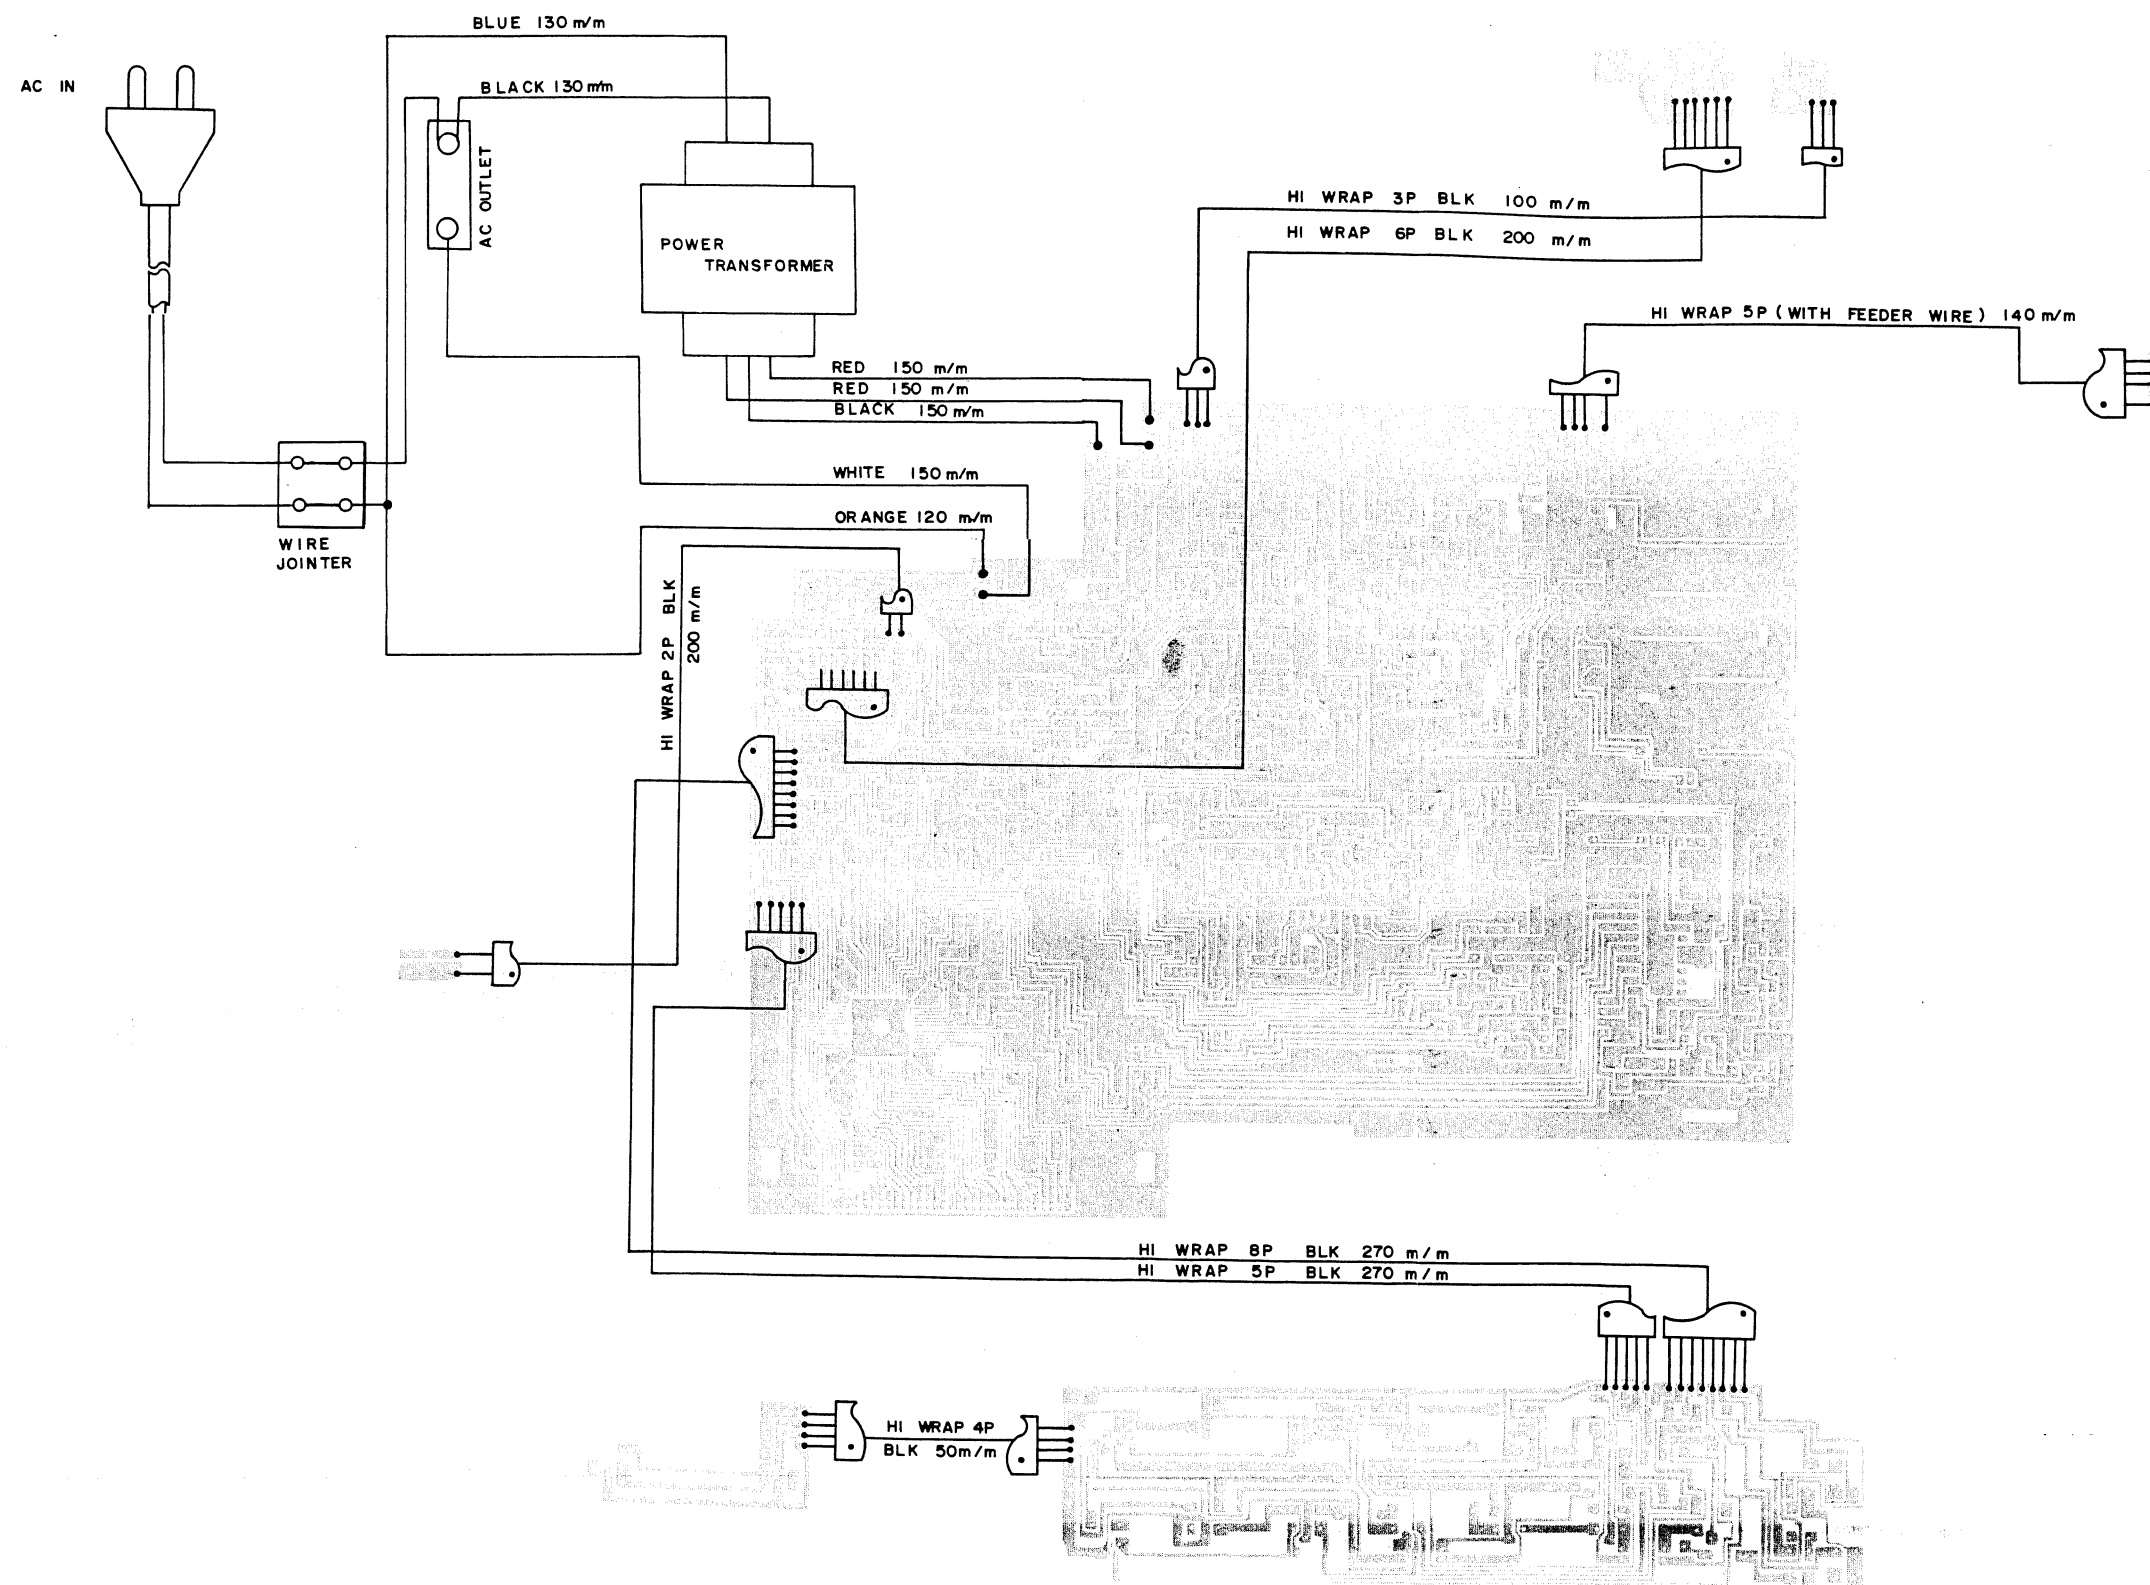 BLUE 130 m/m
AC IN
BLACK 130 m/m
AC OUTLET
POWER
TRANSFORMER
HI WRAP 3P BLK 100 m/m
HI WRAP 6P BLK 200 m/m
HI WRAP 5P (WITH FEEDER WIRE) 140 m/m
RED 150 m/m
RED 150 m/m
BLACK 150 m/m
WHITE 150 m/m
ORANGE 120 m/m
WIRE
JOINTER
HI WRAP 2P BLK
200 m/m
HI WRAP 8P BLK 270 m/m
HI WRAP 5P BLK 270 m/m
HI WRAP 4P
BLK 50m/m